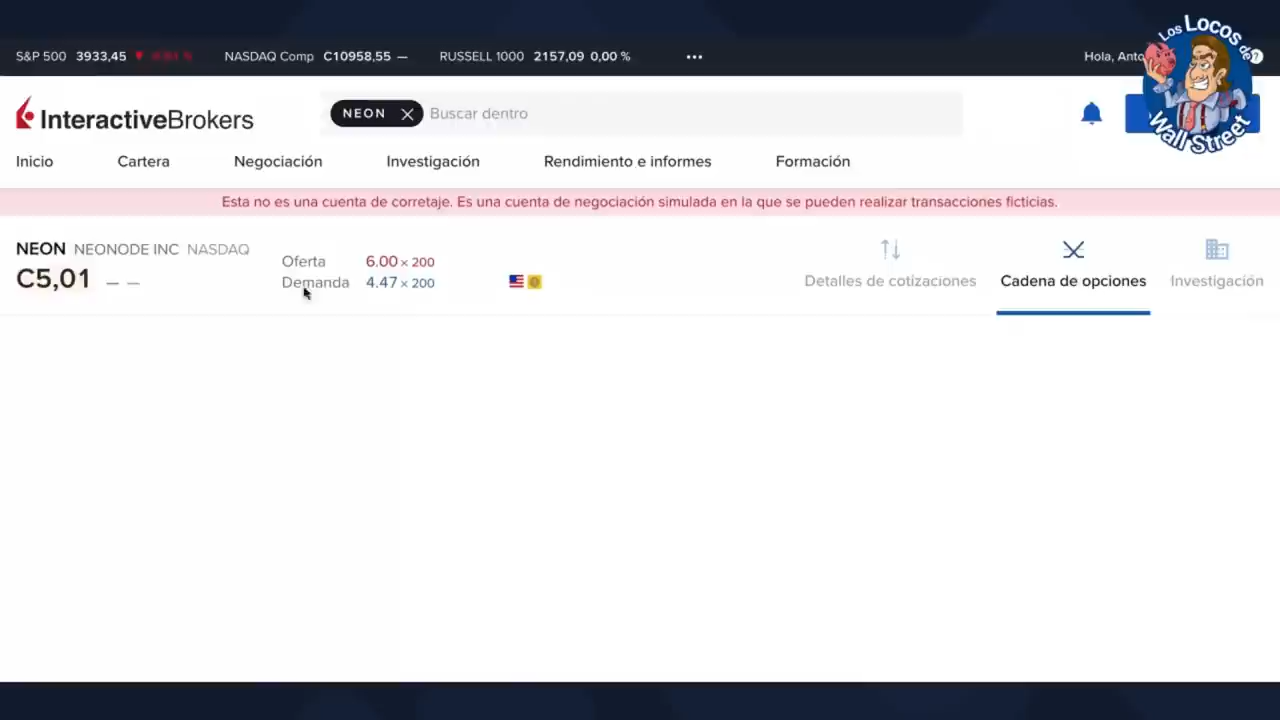 S&P 500 3933,45 NASDAQ Comp C10958,55 — RUSSELL 1000 2157,09 0,00 % ••• Hola, Anto ?
Los Locos de Wall Street
InteractiveBrokers NEON Buscar dentro
Inicio Cartera Negociación Investigación Rendimiento e informes Formación
Esta no es una cuenta de corretaje. Es una cuenta de negociación simulada en la que se pueden realizar transacciones ficticias.
NEON NEONODE INC NASDAQ
C5,01 — —
Oferta 6.00 × 200
Demanda 4.47 × 200
Detalles de cotizaciones Cadena de opciones Investigación